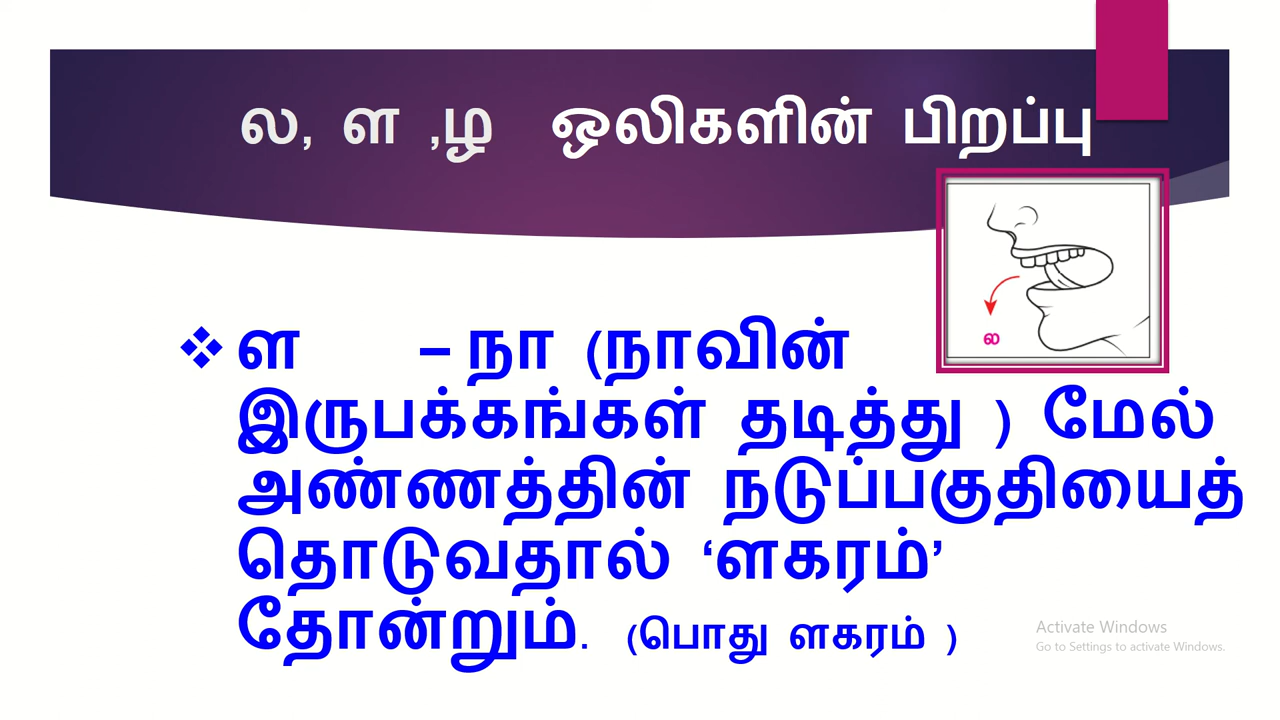 ல, ள ,ழ ஒலிகளின் பிறப்பு
ல
❖ ள – நா (நாவின்
இருபக்கங்கள் தடித்து ) மேல்
அண்ணத்தின் நடுப்பகுதியைத்
தொடுவதால் ‘ளகரம்’
தோன்றும். (பொது ளகரம் )
Activate Windows
Go to Settings to activate Windows.